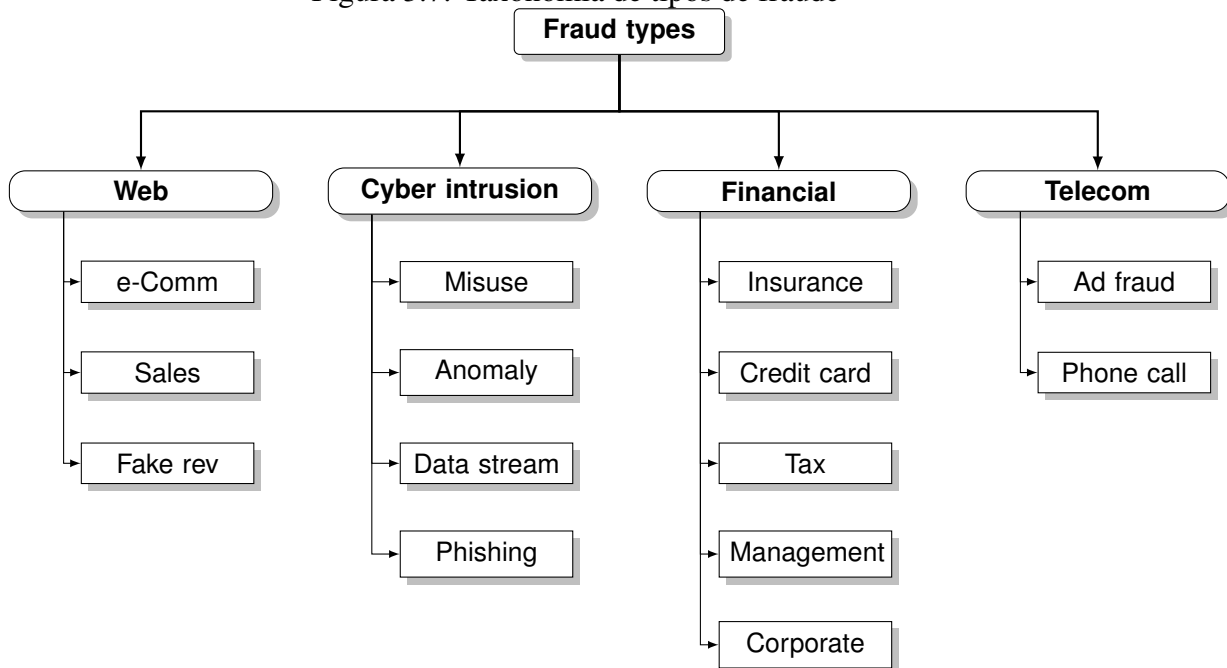 Figura Taxonomia de tipos de fraude
Fraud types
Web
Cyber intrusion
Financial
Telecom
e-Comm
Misuse
Insurance
Ad fraud
Sales
Anomaly
Credit card
Phone call
Fake rev
Data stream
Tax
Phishing
Management
Corporate